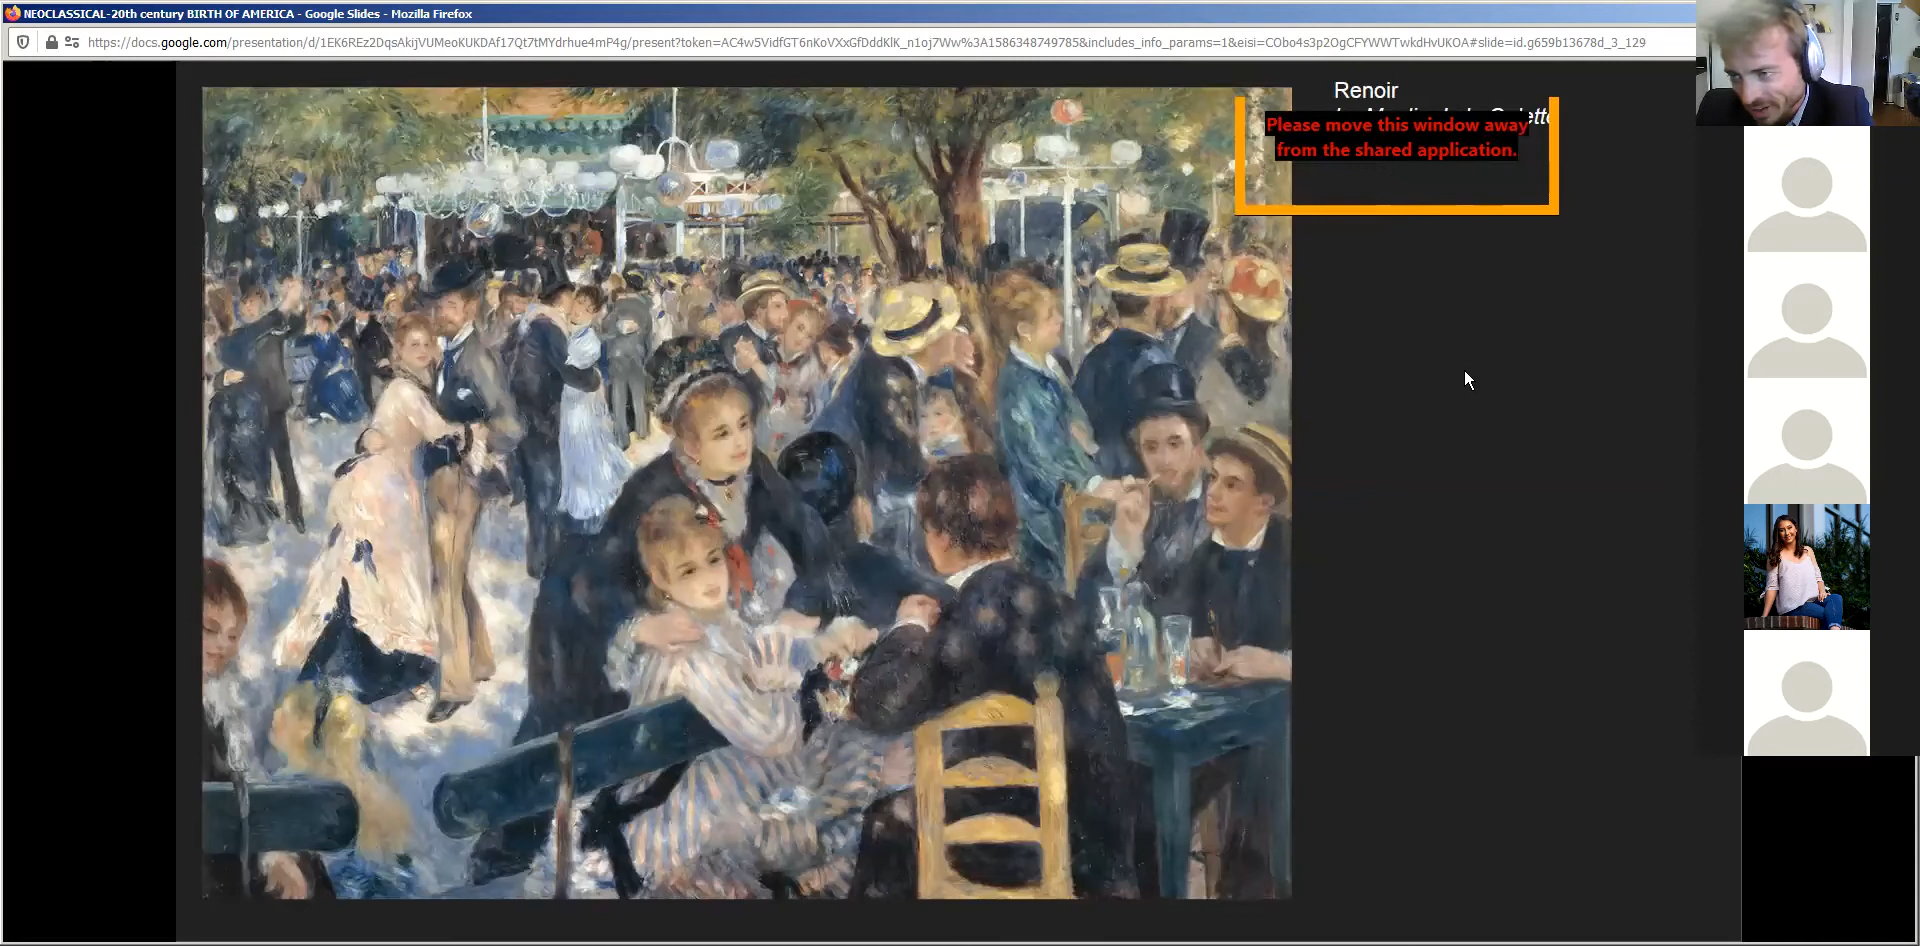 NEOCLASSICAL-20th century BIRTH OF AMERICA - Google Slides - Mozilla Firefox
https://docs.google.com/presentation/d/1EK6REz2DqsAkijVUMeoKUKDAf17Qt7tMYdrhue4mP4g/present?token=AC4w5VidfGT6nKoVXxGfDddKlK_n1oj7Ww%3A1586348749785&includes_info_params=1&eisi=CObo4s3p2OgCFYWWTwkdHvUKOA#slide=id.g659b13678d_3_129
Renoir
Please move this window away
from the shared application.